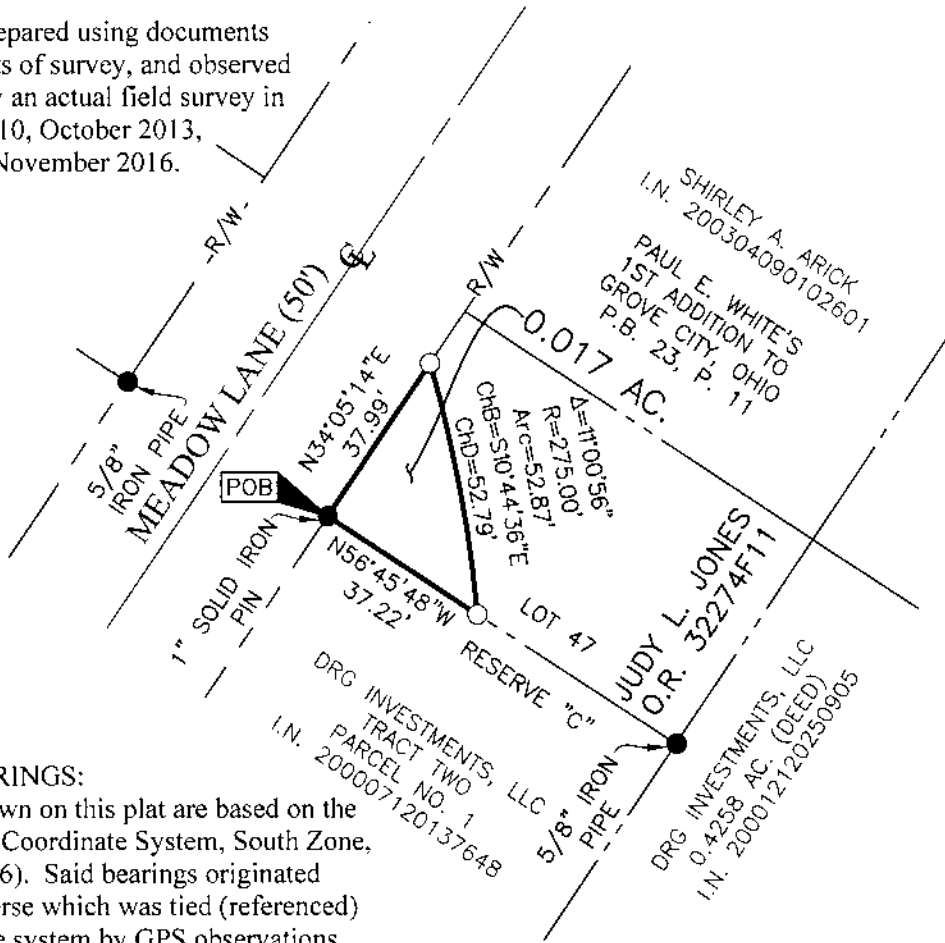 epared using documents
ts of survey, and observed
y an actual field survey in
10, October 2013,
November 2016.
-R/W-
MEADOW LANE (50')
R/W
SHIRLEY A. ARICK
I.N. 200304090102601
PAUL E. WHITE'S
1ST ADDITION TO
GROVE CITY, OHIO
P.B. 23, P. 11
0.017 AC.
N34°05'14"E
37.99'
Δ=11°00'56"
R=275.00'
Arc=52.87'
ChB=S10°44'36"E
ChD=52.79'
5/8"
IRON PIPE
POB
1" SOLID IRON
PIN
N56°45'48"W
37.22'
LOT 47
RESERVE "C"
JUDY L. JONES
O.R. 32274F11
DRG INVESTMENTS, LLC
TRACT TWO
PARCEL NO. 1
I.N. 200007120137648
5/8" IRON
PIPE
DRG INVESTMENTS, LLC
0.4258 AC. (DEED)
I.N. 200012120250905
RINGS:
wn on this plat are based on the
Coordinate System, South Zone,
6). Said bearings originated
rse which was tied (referenced)
e system by GPS observations